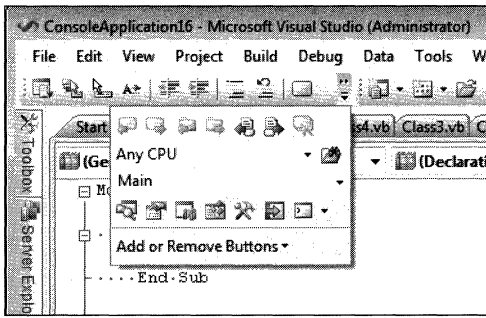 ConsoleApplication16 - Microsoft Visual Studio (Administrator)
File Edit View Project Build Debug Data Tools W
Start s4.vb Class3.vb C
(Ge (Declarati
Any CPU
Main
Mo
Add or Remove Buttons
End Sub
Toolbox
Server Explo